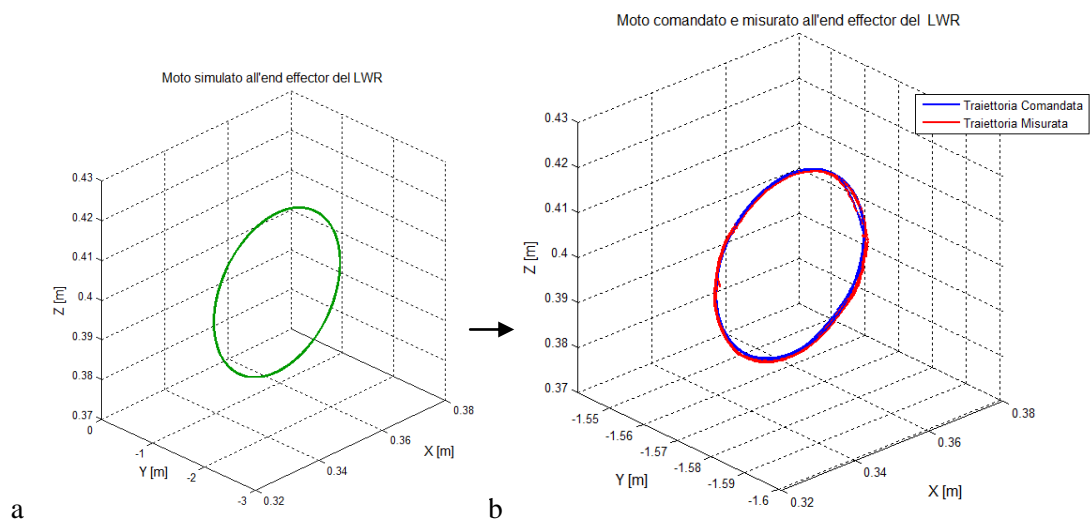 Moto simulato all'end effector del LWR
0.43
0.42
0.41
0.4
0.39
0.38
0.37
Z [m]
0
-1
-2
-3
Y [m]
0.32
0.34
0.36
0.38
X [m]
a
Moto comandato e misurato all'end effector del LWR
Traiettoria Comandata
Traiettoria Misurata
0.43
0.42
0.41
0.4
0.39
0.38
0.37
Z [m]
-1.55
-1.56
-1.57
-1.58
-1.59
-1.6
Y [m]
0.32
0.34
0.36
0.38
X [m]
b